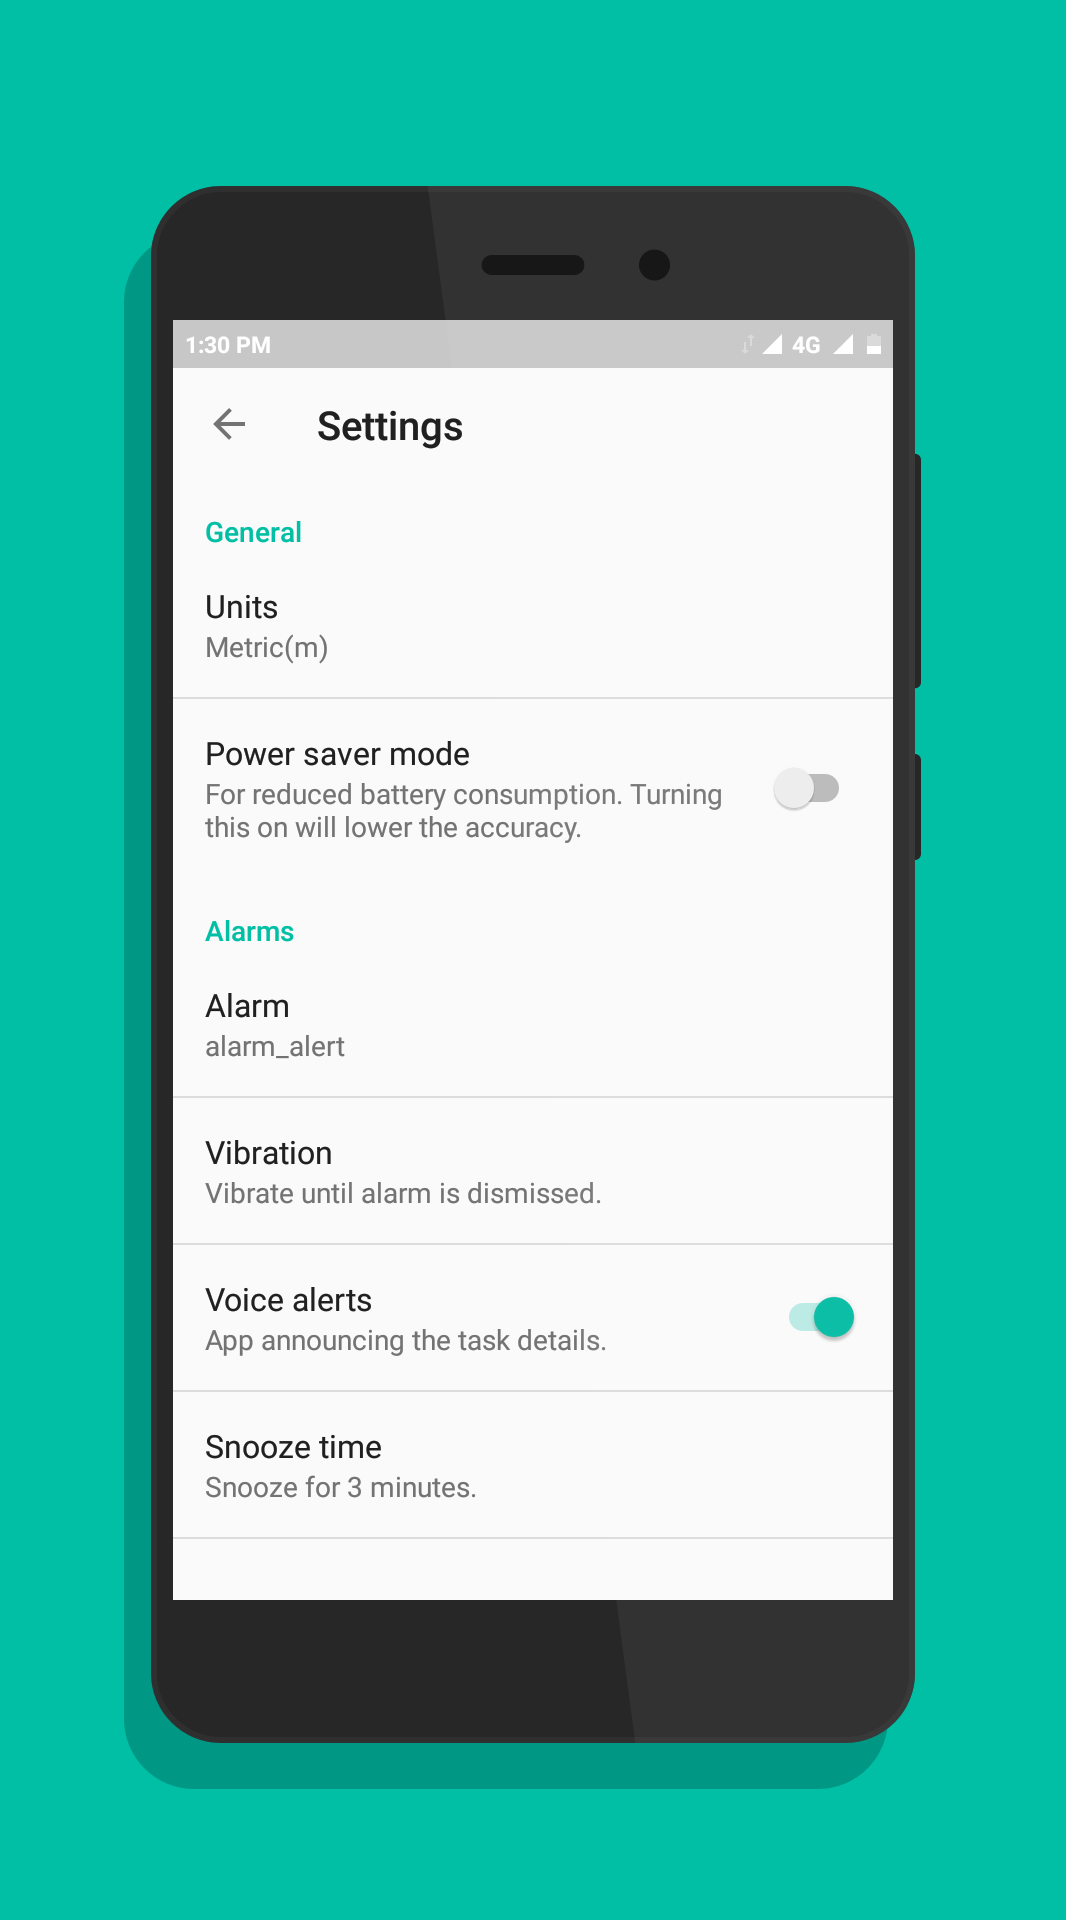 1:30 PM 4G
Settings
General
Units
Metric(m)
Power saver mode
For reduced battery consumption. Turning
this on will lower the accuracy.
Alarms
Alarm
alarm_alert
Vibration
Vibrate until alarm is dismissed.
Voice alerts
App announcing the task details.
Snooze time
Snooze for 3 minutes.